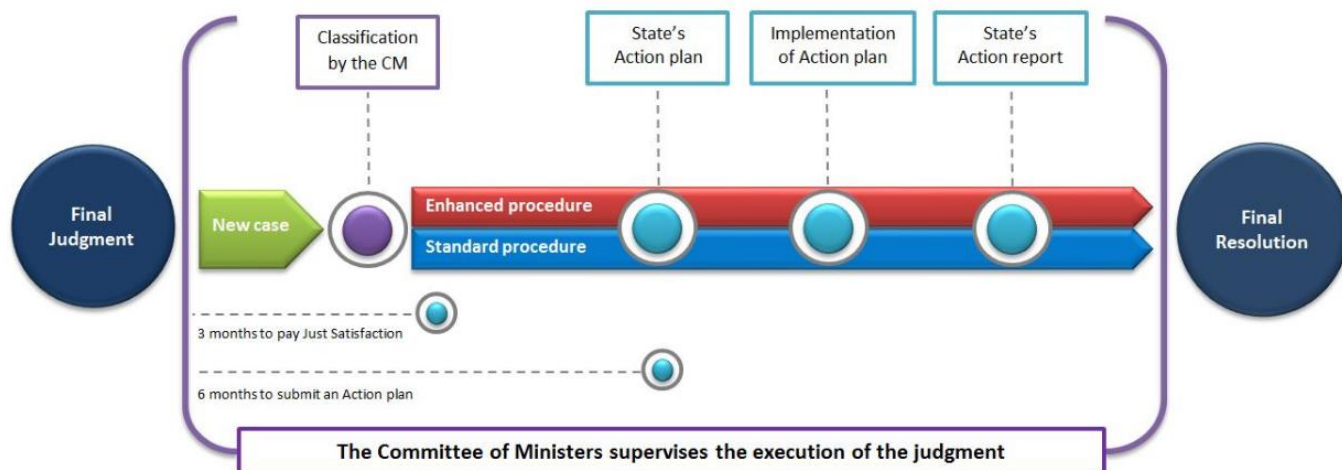 Classification
by the CM
State's
Action plan
Implementation
of Action plan
State's
Action report
Final
Judgment
New case
Enhanced procedure
Standard procedure
Final
Resolution
3 months to pay Just Satisfaction
6 months to submit an Action plan
The Committee of Ministers supervises the execution of the judgment